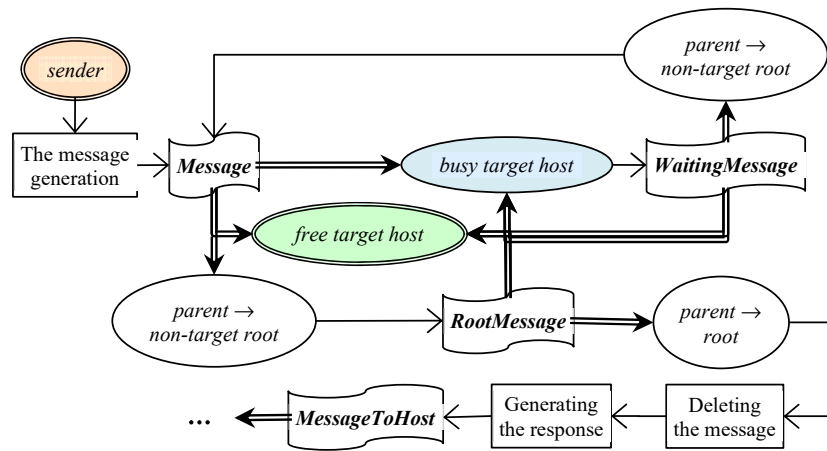 sender
parent →
non-target root
The message
generation
Message
busy target host
WaitingMessage
free target host
parent →
non-target root
RootMessage
parent →
root
...
MessageToHost
Generating
the response
Deleting
the message